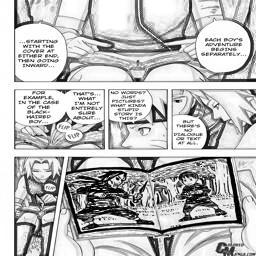 EACH BOY'S
ADVENTURE
BEGINS
SEPARATELY...
...STARTING
WITH THE
COVER AT
EITHER END,
THEN GOING
INWARD...
NO WORDS?
JUST
PICTURES?
WHAT KINDA
STUPID
STORY IS
THIS?
BUT
THERE'S
NO
DIALOGUE
OR TEXT
AT ALL.
THAT'S...
WHAT I'M
NOT
ENTIRELY
SURE
ABOUT...
FOR
EXAMPLE,
IN THE CASE
OF THE
BLACK-
HAIRED
BOY...
FLIP
FLIP